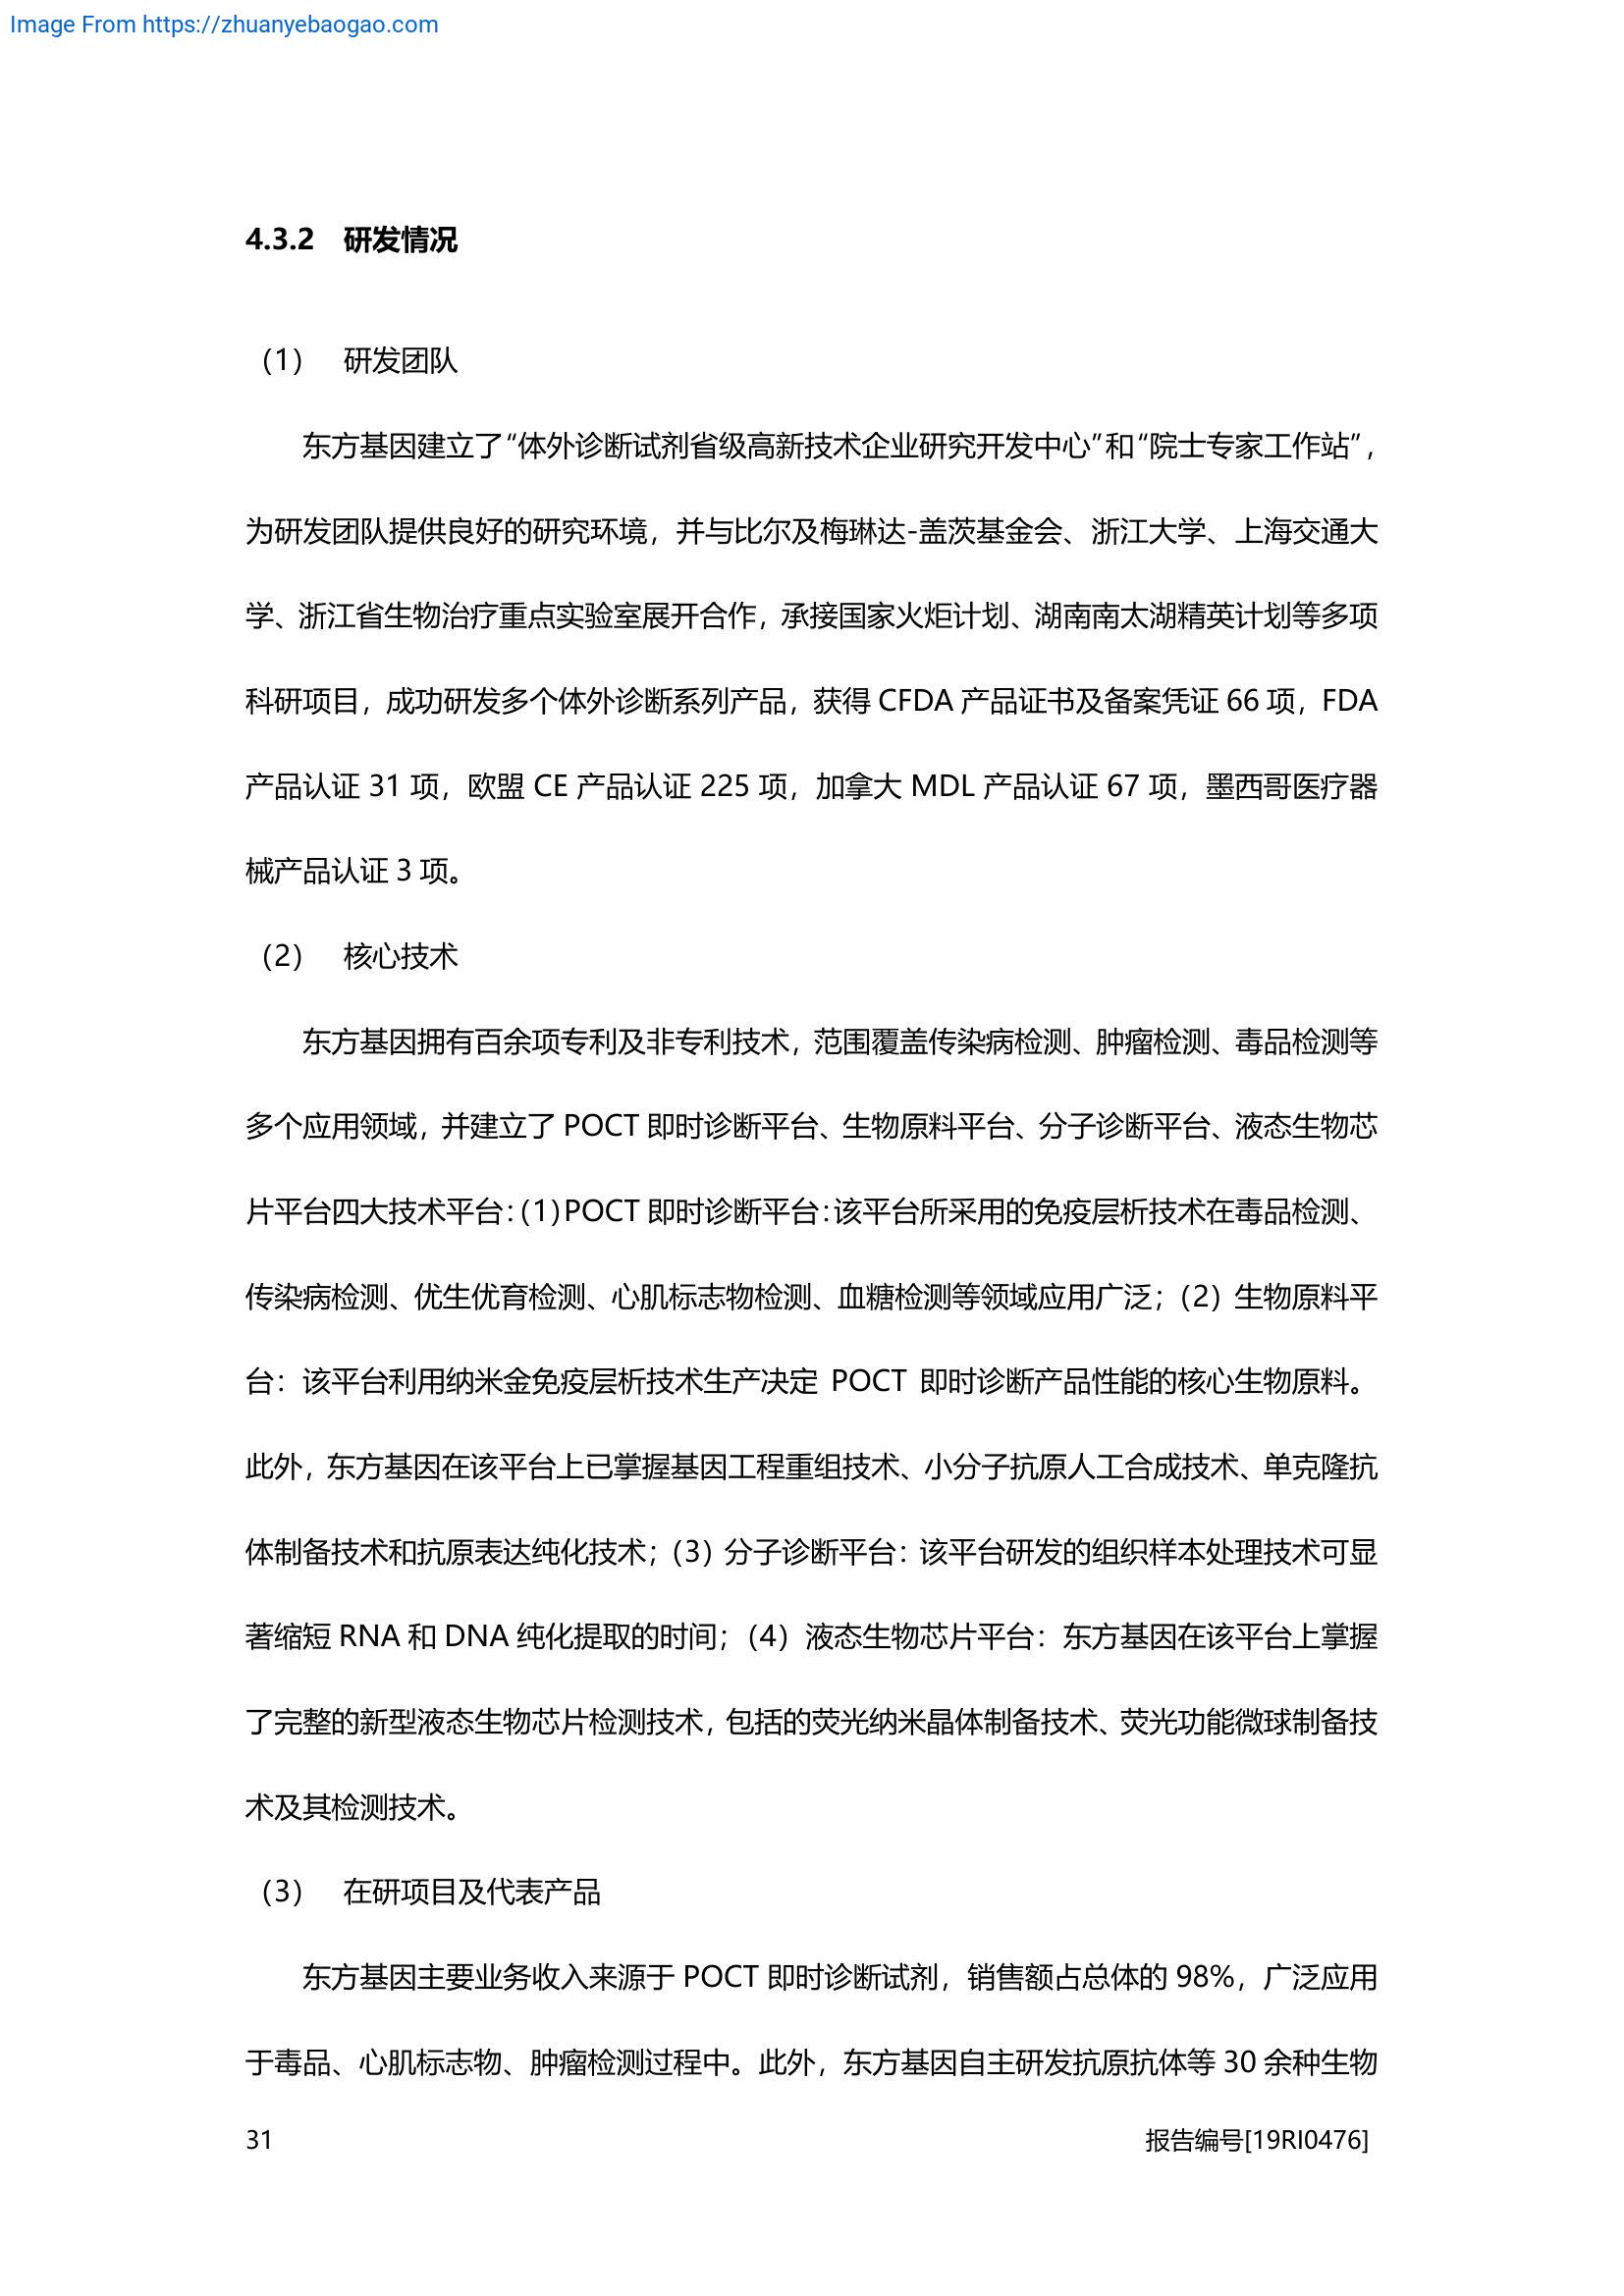 Image From https://zhuanyebaogao.com
4.3.2 研发情况
（1） 研发团队
东方基因建立了“体外诊断试剂省级高新技术企业研究开发中心”和“院士专家工作站”，
为研发团队提供良好的研究环境，并与比尔及梅琳达-盖茨基金会、浙江大学、上海交通大
学、浙江省生物治疗重点实验室展开合作，承接国家火炬计划、湖南南太湖精英计划等多项
科研项目，成功研发多个体外诊断系列产品，获得 CFDA 产品证书及备案凭证 66 项，FDA
产品认证 31 项，欧盟 CE 产品认证 225 项，加拿大 MDL 产品认证 67 项，墨西哥医疗器
械产品认证 3 项。
（2） 核心技术
东方基因拥有百余项专利及非专利技术，范围覆盖传染病检测、肿瘤检测、毒品检测等
多个应用领域，并建立了 POCT 即时诊断平台、生物原料平台、分子诊断平台、液态生物芯
片平台四大技术平台：（1）POCT 即时诊断平台：该平台所采用的免疫层析技术在毒品检测、
传染病检测、优生优育检测、心肌标志物检测、血糖检测等领域应用广泛；（2）生物原料平
台：该平台利用纳米金免疫层析技术生产决定 POCT 即时诊断产品性能的核心生物原料。
此外，东方基因在该平台上已掌握基因工程重组技术、小分子抗原人工合成技术、单克隆抗
体制备技术和抗原表达纯化技术；（3）分子诊断平台：该平台研发的组织样本处理技术可显
著缩短 RNA 和 DNA 纯化提取的时间；（4）液态生物芯片平台：东方基因在该平台上掌握
了完整的新型液态生物芯片检测技术，包括的荧光纳米晶体制备技术、荧光功能微球制备技
术及其检测技术。
（3） 在研项目及代表产品
东方基因主要业务收入来源于 POCT 即时诊断试剂，销售额占总体的 98%，广泛应用
于毒品、心肌标志物、肿瘤检测过程中。此外，东方基因自主研发抗原抗体等 30 余种生物
31 报告编号[19RI0476]